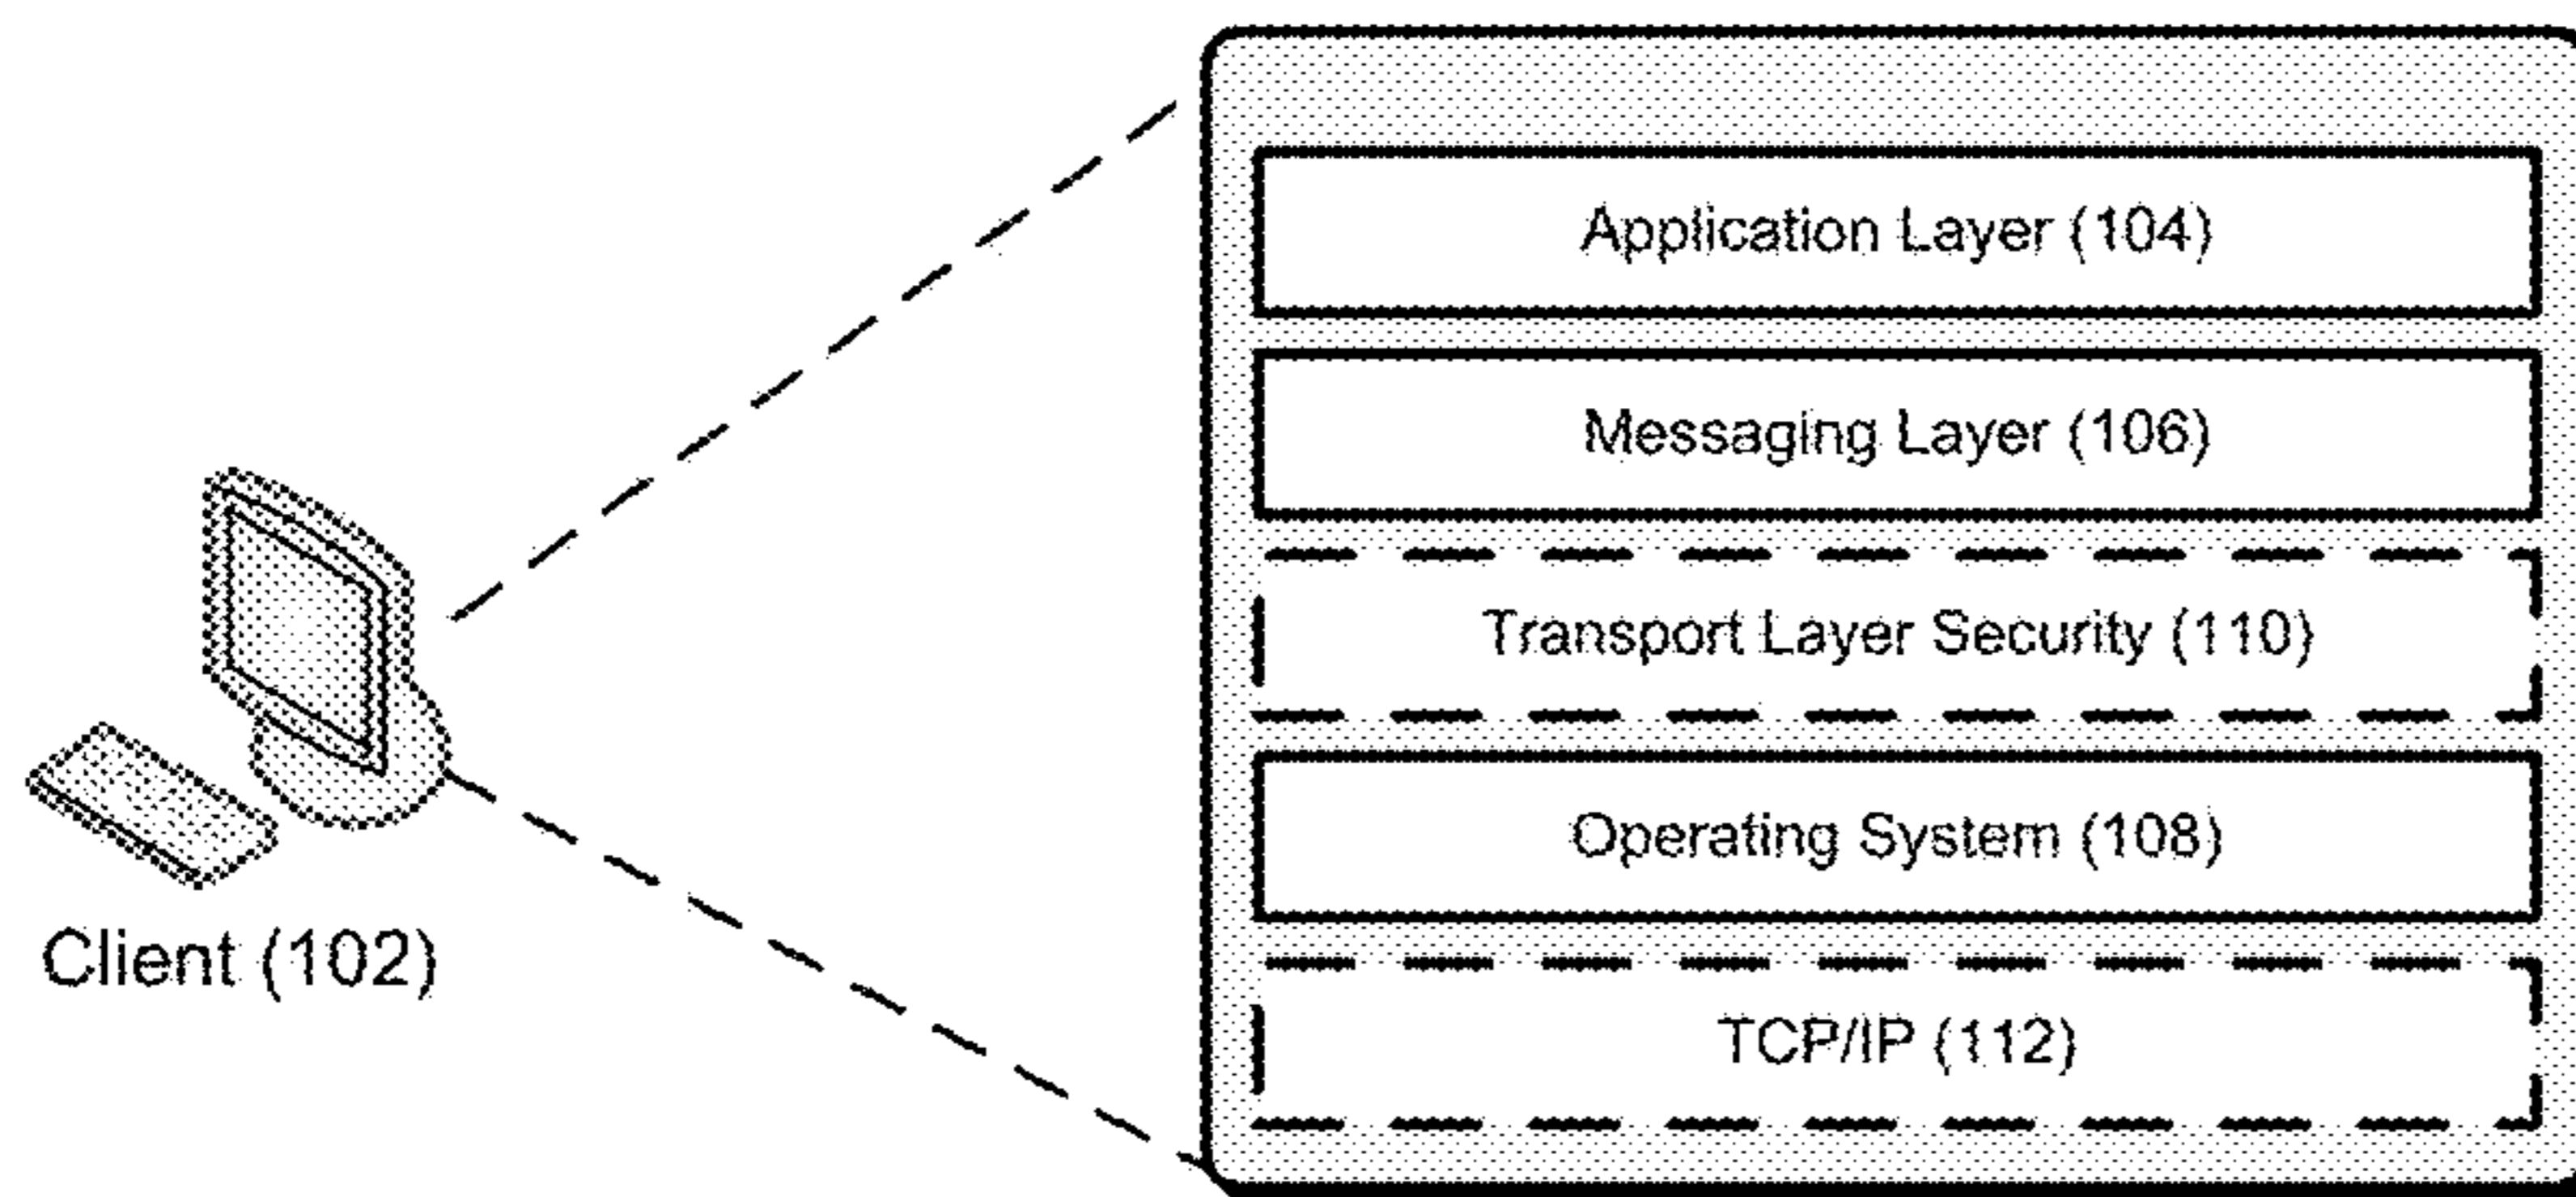 Application Layer (104)
Messaging Layer (106)
Transport Layer Security (110)
Operating System (108)
Client (102)
TCP/IP (112)